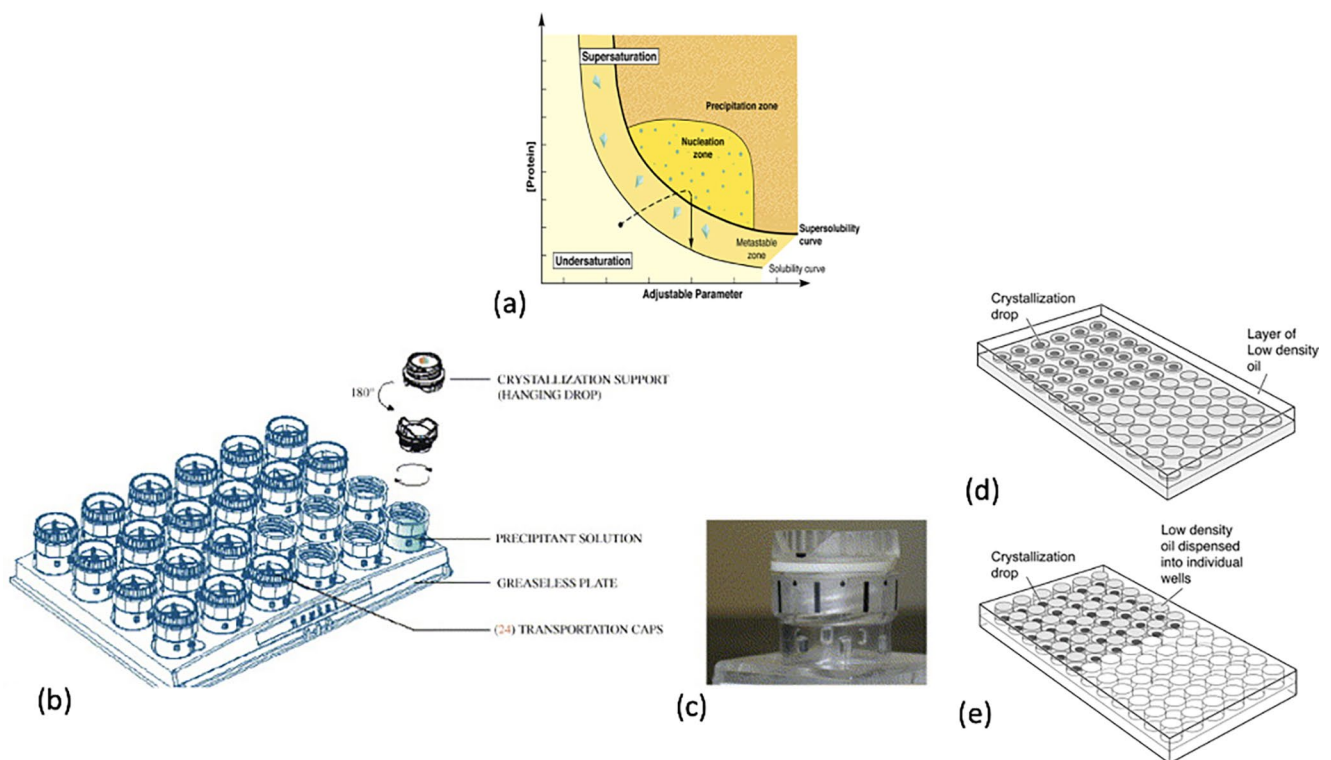 Supersaturation
Precipitation zone
Nucleation
zone
[Protein]
Supersolubility
curve
Metastable
zone
Undersaturation
Solubility curve
(a)
Adjustable Parameter
180°
CRYSTALLIZATION SUPPORT
(HANGING DROP)
PRECIPITANT SOLUTION
GREASELESS PLATE
(24) TRANSPORTATION CAPS
(b)
(c)
Crystallization
drop
Layer of
Low density
oil
(d)
Low density
oil dispensed
into individual
wells
Crystallization
drop
(e)